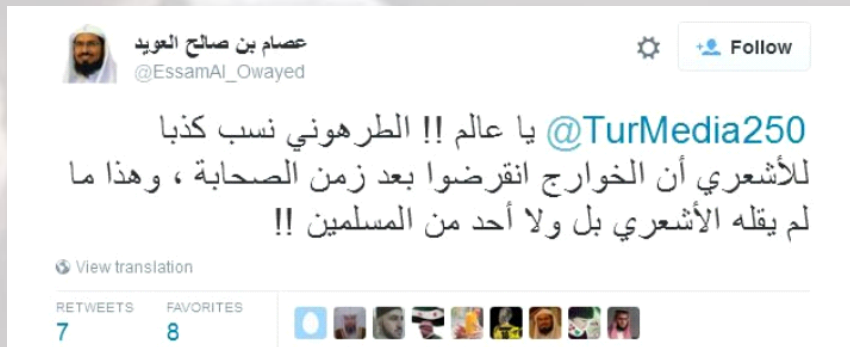 عصام بن صالح العويد
@EssamAl_Owayed
Follow
@TurMedia250 يا عالم !! الطرهوني نسب كذبا
للأشعري أن الخوارج انقرضوا بعد زمن الصحابة ، وهذا ما
لم يقله الأشعري بل ولا أحد من المسلمين !!
View translation
RETWEETS FAVORITES
7 8